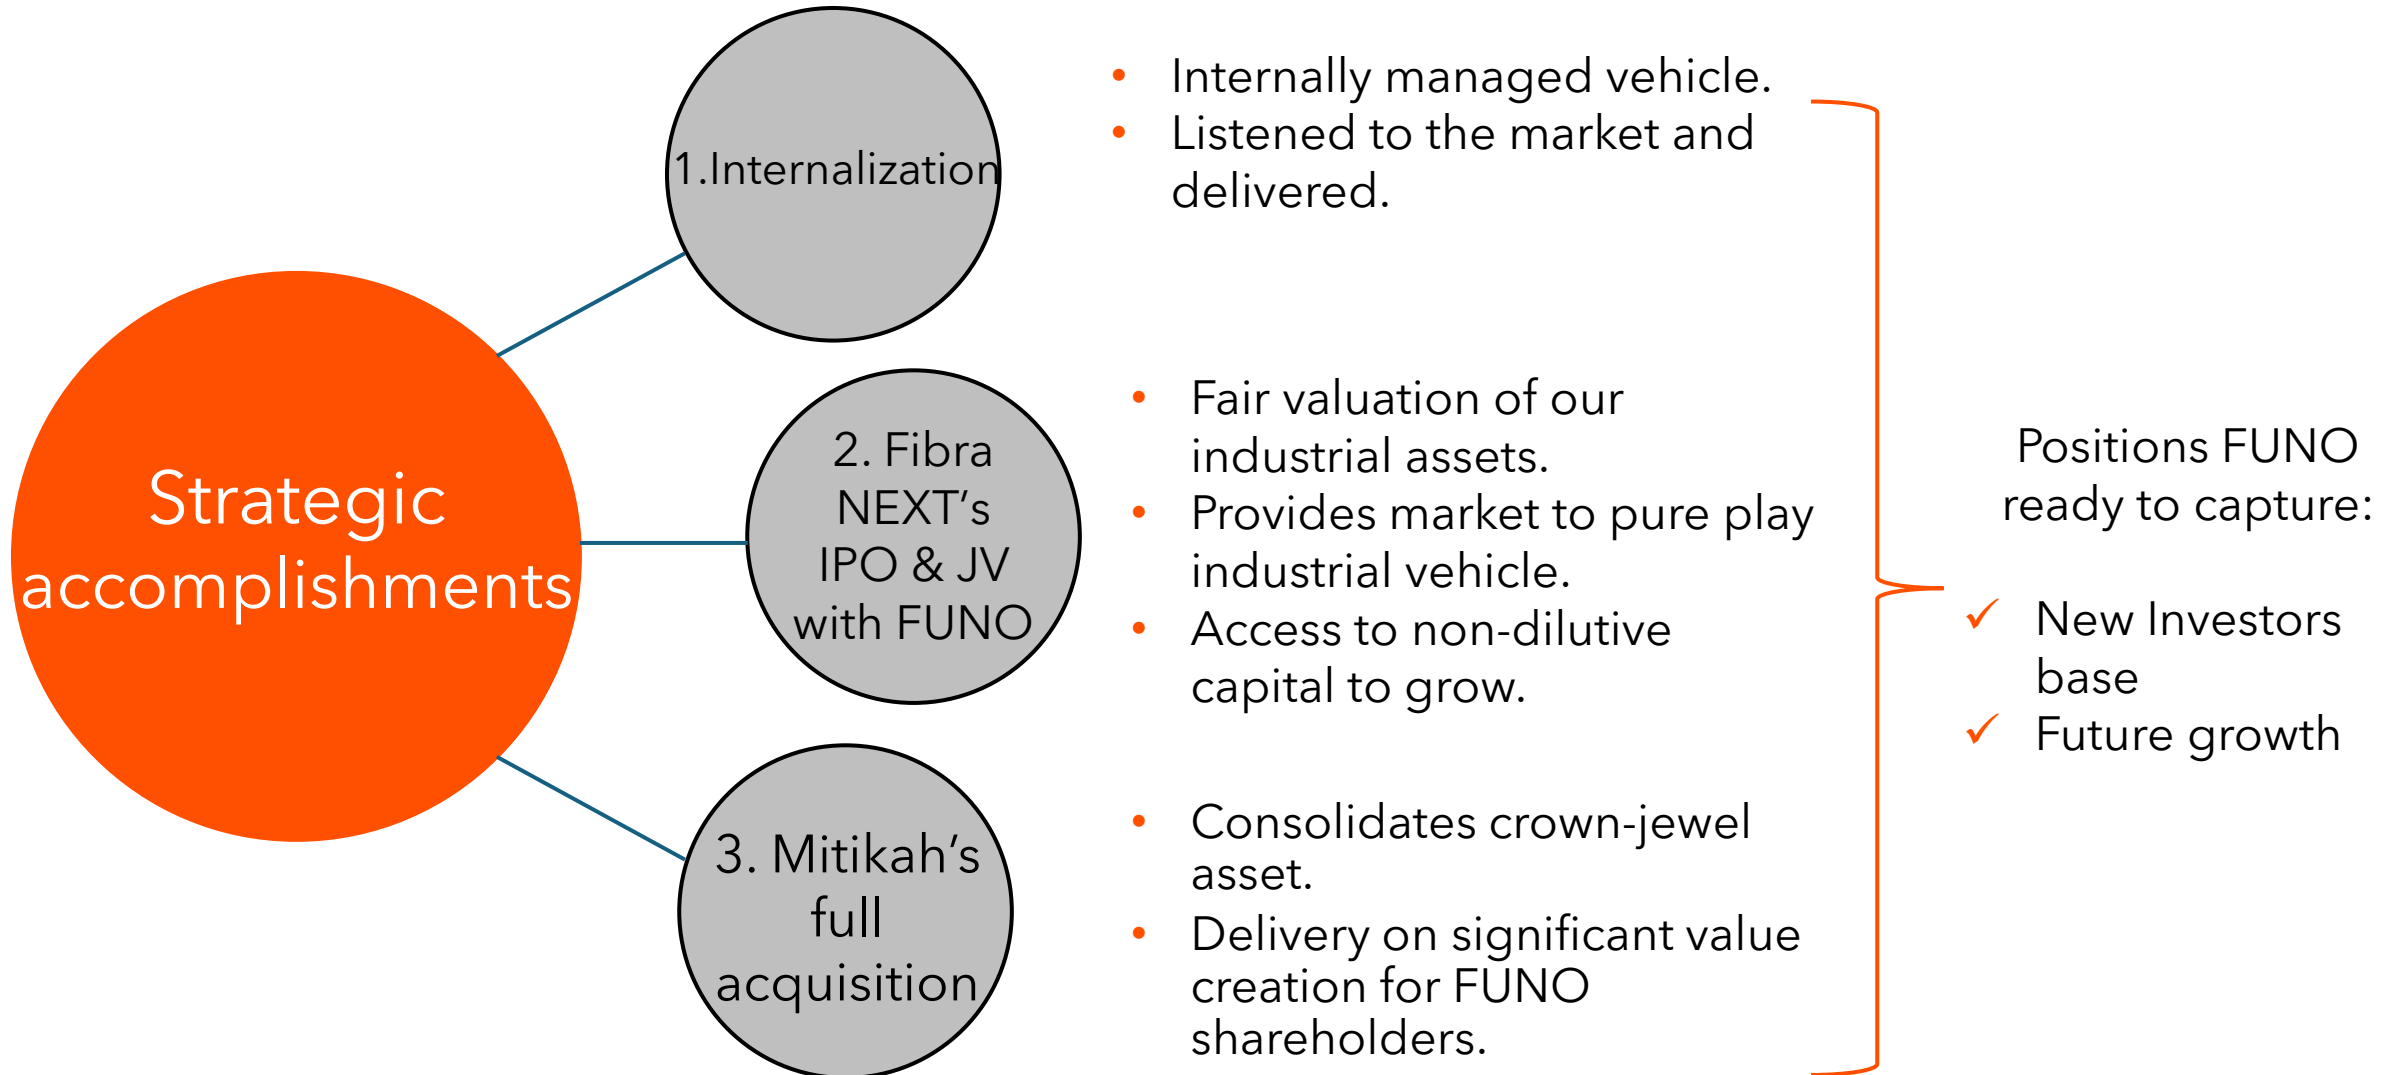 Strategic
accomplishments
1.Internalization
• Internally managed vehicle.
• Listened to the market and
delivered.
2. Fibra
NEXT’s
IPO & JV
with FUNO
• Fair valuation of our
industrial assets.
• Provides market to pure play
industrial vehicle.
• Access to non-dilutive
capital to grow.
3. Mitikah’s
full
acquisition
• Consolidates crown-jewel
asset.
• Delivery on significant value
creation for FUNO
shareholders.
Positions FUNO
ready to capture:
✓ New Investors
base
✓ Future growth